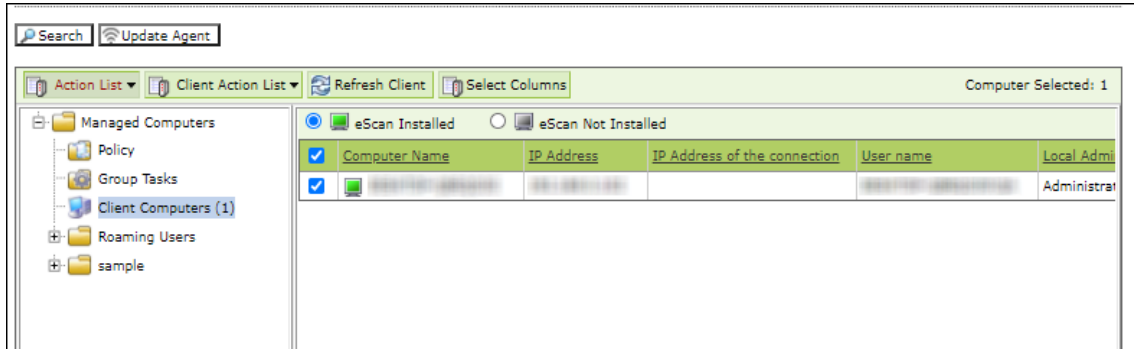 Search Update Agent
Action List Client Action List Refresh Client Select Columns Computer Selected: 1
Managed Computers
Policy
Group Tasks
Client Computers (1)
Roaming Users
sample
eScan Installed eScan Not Installed
Computer Name IP Address IP Address of the connection User name Local Admi
Administrat